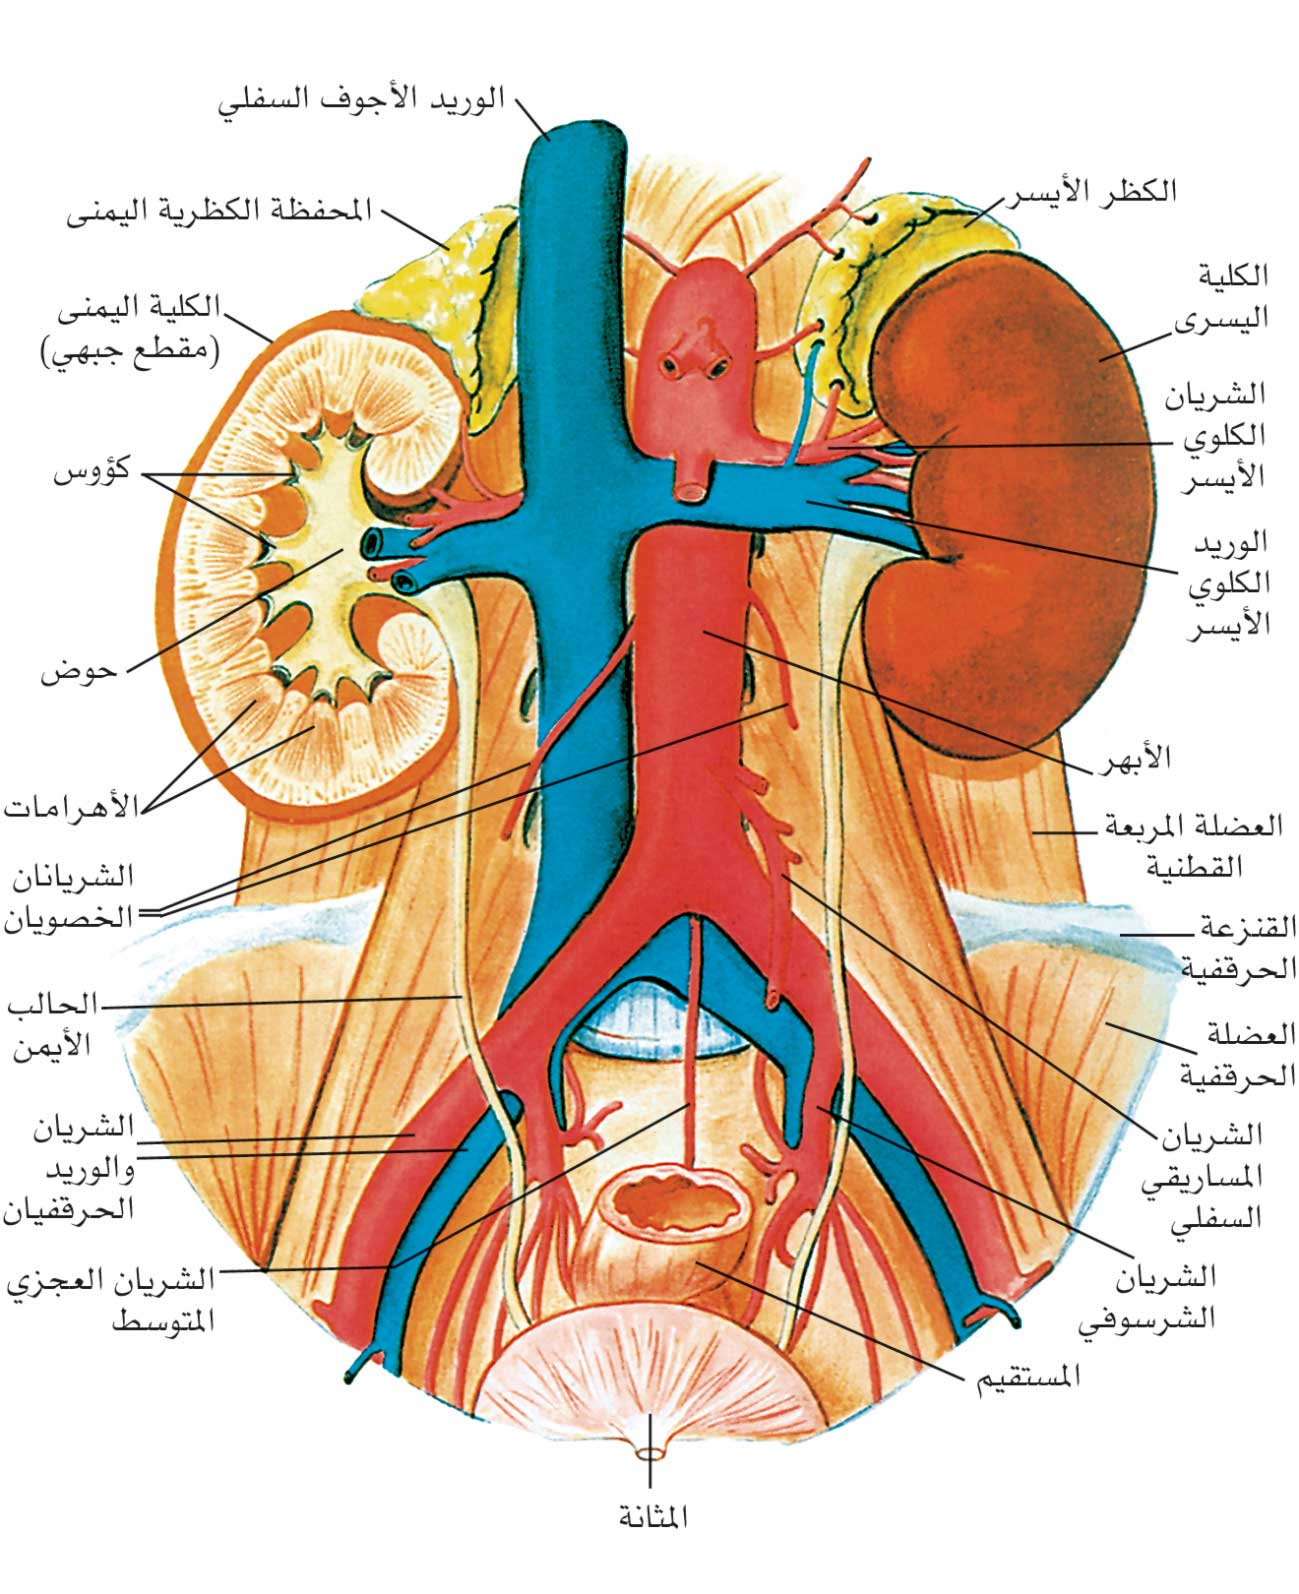 الوريد الأجوف السفلي
الكظر الأيسر
المحفظة الكظرية اليمنى
الكلية
اليسرى
الكلية اليمنى
(مقطع جبهي)
الشريان
الكلوي
الأيسر
كؤوس
الوريد
الكلوي
الأيسر
حوض
الأبهر
الأهرامات
العضلة المربعة
القطنية
الشريانان
الخصويان
القنزعة
الحرقفية
الحالب
الأيمن
العضلة
الحرقفية
الشريان
والوريد
الحرقفيان
الشريان
المساريقي
السفلي
الشريان العجزي
المتوسط
الشريان
الشرسوفي
المستقيم
المثانة